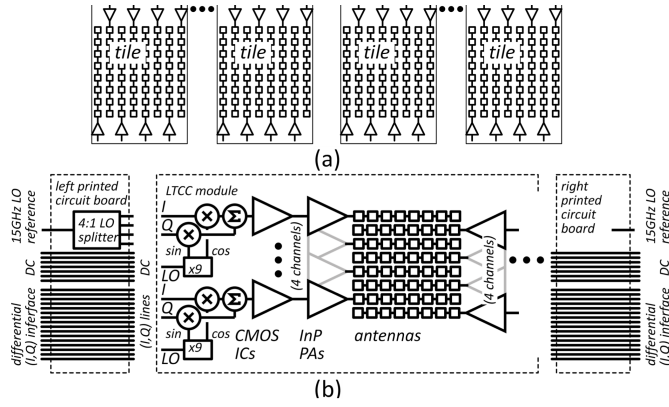 tile
tile
tile
tile
(a)
15GHz LO
reference
DC
differential
(I,Q) inferface
left printed
circuit board
4:1 LO
splitter
DC
(I,Q) lines
LTCC module
I
Q
sin
cos
LO
x9
I
Q
sin
cos
LO
x9
Σ
Σ
CMOS
ICs
(4 channels)
InP
PAs
antennas
(4 channels)
right
printed
circuit
board
15GHz LO
reference
DC
differential
(I,Q) inferface
(b)